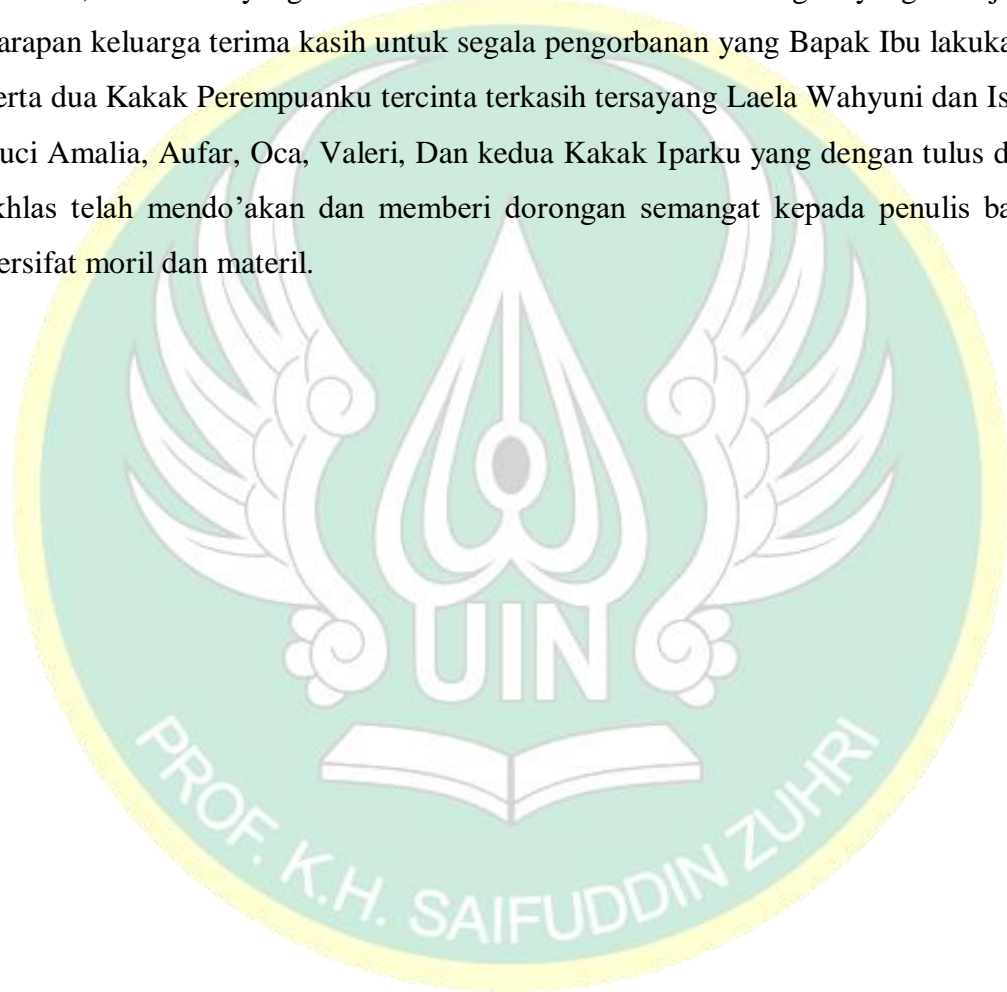 arapan keluarga terima kasih untuk segala pengorbanan yang Bapak Ibu lakuka
erta dua Kakak Perempuanku tercinta terkasih tersayang Laela Wahyuni dan Is
uci Amalia, Aufar, Oca, Valeri, Dan kedua Kakak Iparku yang dengan tulus d
khlas telah mendo’akan dan memberi dorongan semangat kepada penulis ba
ersifat moril dan materil.
UIN
PROF. K.H. SAIFUDDIN ZUHRI